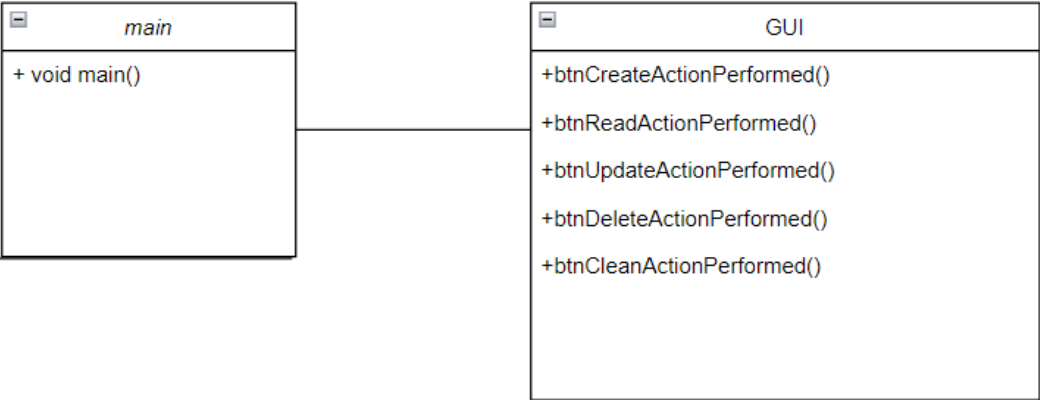 main
+ void main()
GUI
+btnCreateActionPerformed()
+btnReadActionPerformed()
+btnUpdateActionPerformed()
+btnDeleteActionPerformed()
+btnCleanActionPerformed()